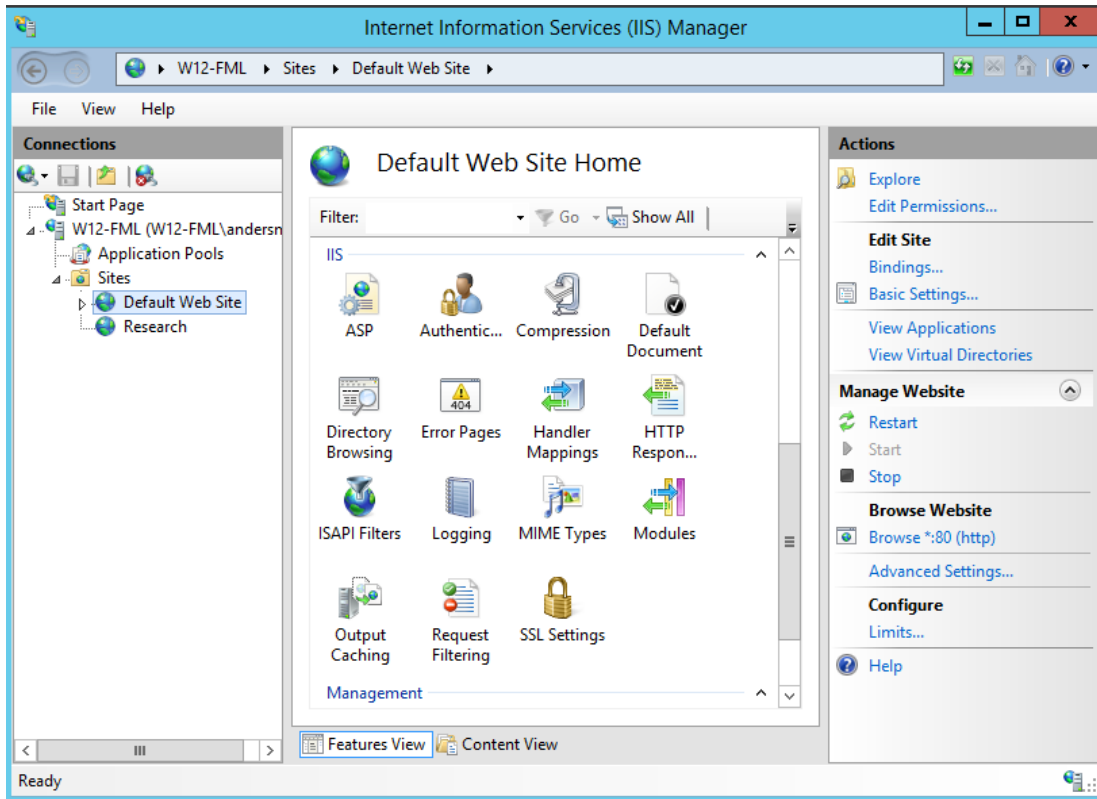 Internet Information Services (IIS) Manager
W12-FML Sites Default Web Site
File View Help
Connections
Start Page
W12-FML (W12-FML\andersn
Application Pools
Sites
Default Web Site
Research
Default Web Site Home
Filter: Go Show All
IIS
ASP
Authentic...
Compression
Default
Document
Directory
Browsing
404
Error Pages
Handler
Mappings
HTTP
Respon...
ISAPI Filters
Logging
MIME Types
Modules
Output
Caching
Request
Filtering
SSL Settings
Management
Features View Content View
Actions
Explore
Edit Permissions...
Edit Site
Bindings...
Basic Settings...
View Applications
View Virtual Directories
Manage Website
Restart
Start
Stop
Browse Website
Browse *:80 (http)
Advanced Settings...
Configure
Limits...
Help
Ready